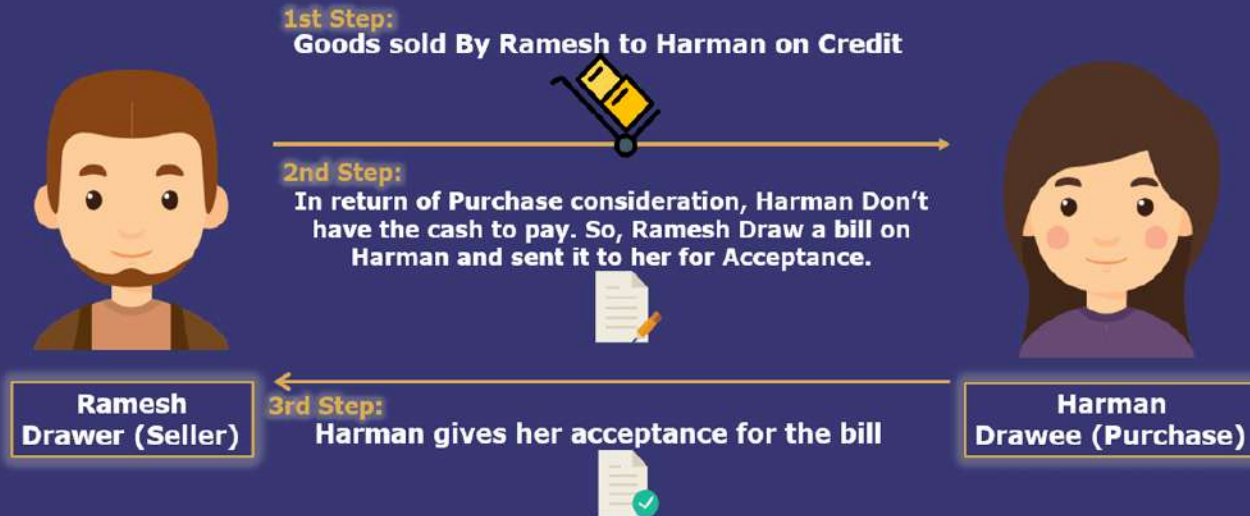 1st Step:
Goods sold By Ramesh to Harman on Credit
2nd Step:
In return of Purchase consideration, Harman Don't
have the cash to pay. So, Ramesh Draw a bill on
Harman and sent it to her for Acceptance.
Ramesh
Drawer (Seller)
3rd Step:
Harman gives her acceptance for the bill
Harman
Drawee (Purchase)